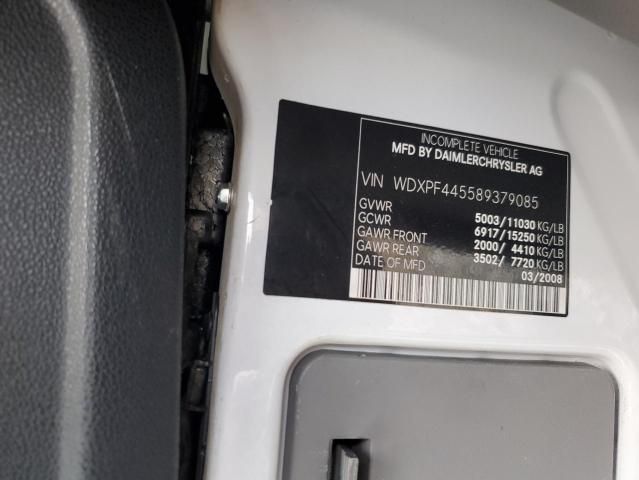 INCOMPLETE VEHICLE
MFD BY DAIMLERCHRYSLER AG
VIN WDXPF445589379085
GVWR 5003/11030 KG/LB
GCWR 6917/15250 KG/LB
GAWR FRONT 2000/ 4410 KG/LB
GAWR REAR 3502/ 7720 KG/LB
DATE OF MFD 03/2008